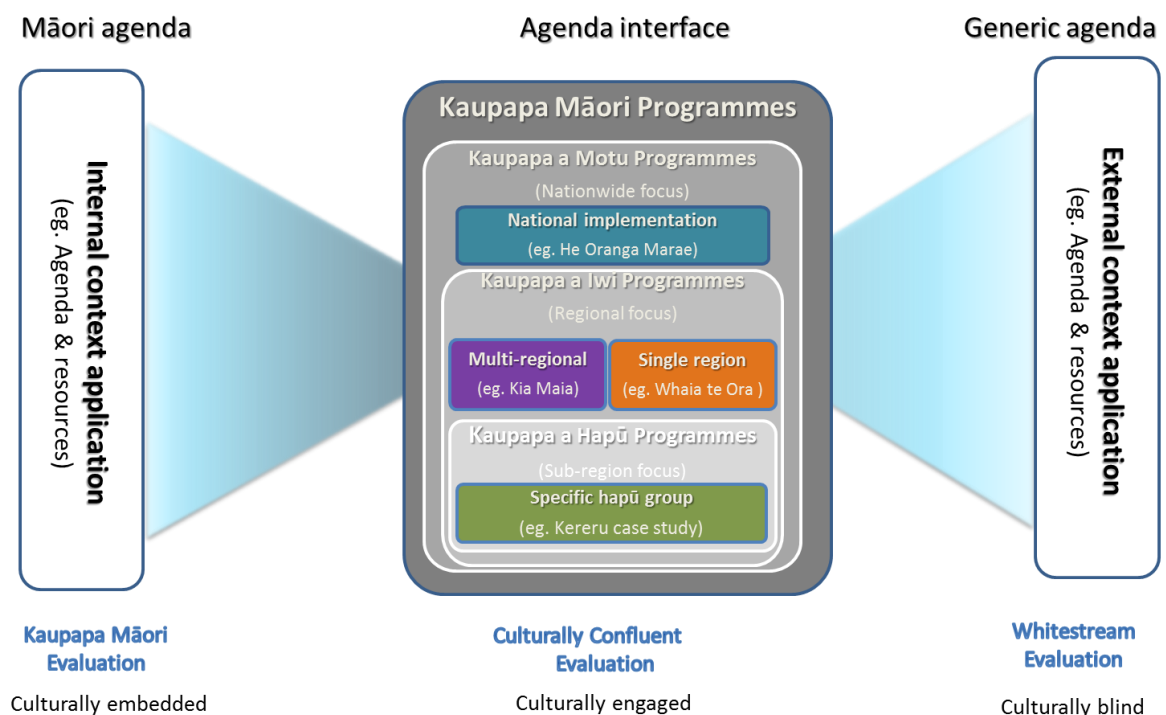 Māori agenda
Agenda interface
Generic agenda
Internal context application
(eg. Agenda & resources)
Kaupapa Māori Programmes
Kaupapa a Motu Programmes
(Nationwide focus)
National implementation
(eg. He Oranga Marae)
Kaupapa a Iwi Programmes
(Regional focus)
Multi-regional
(eg. Kia Maia)
Single region
(eg. Whaia te Ora )
Kaupapa a Hapū Programmes
(Sub-region focus)
Specific hapū group
(eg. Kereru case study)
External context application
(eg. Agenda & resources)
Kaupapa Māori
Evaluation
Culturally embedded
Culturally Confluent
Evaluation
Culturally engaged
Whitestream
Evaluation
Culturally blind